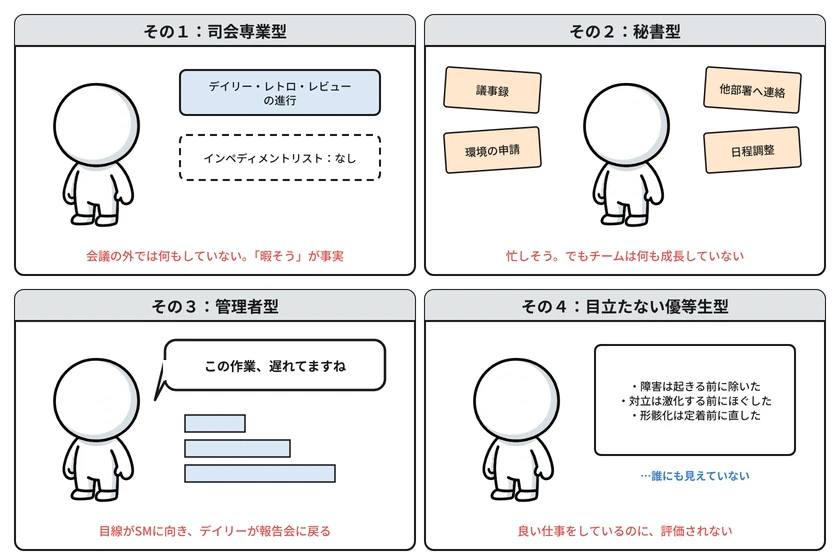 その1：司会専業型
デイリー・レトロ・レビュー
の進行
インペディメントリスト：なし
会議の外では何もしていない。「暇そう」が事実
その2：秘書型
議事録
他部署へ連絡
環境の申請
日程調整
忙しそう。でもチームは何も成長していない
その3：管理者型
この作業、遅れてますね
目線がSMに向き、デイリーが報告会に戻る
その4：目立たない優等生型
・障害は起きる前に除いた
・対立は激化する前にほぐした
・形骸化は定着前に直した
…誰にも見えていない
良い仕事をしているのに、評価されない